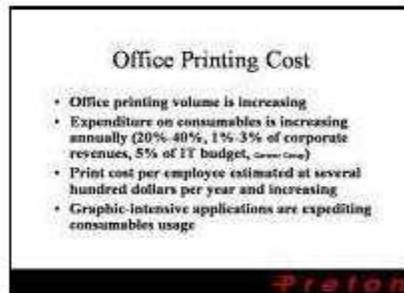 Office Printing Cost
• Office printing volume is increasing
• Expenditure on consumables is increasing
annually (20%-40%, 1%-3% of corporate
revenues, 5% of IT budget, Gartner Group)
• Print cost per employee estimated at several
hundred dollars per year and increasing
• Graphic-intensive applications are expediting
consumables usage
Preton